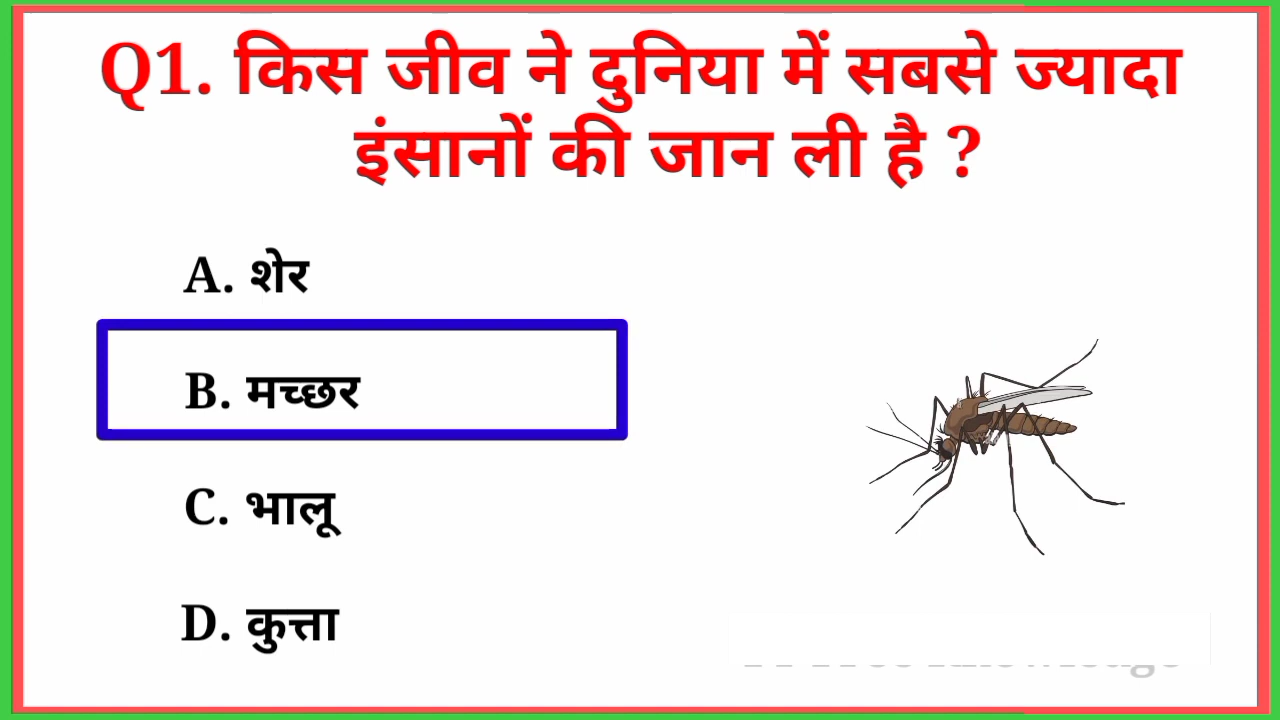 Q1. किस जीव ने दुनिया में सबसे ज्यादा
इंसानों की जान ली है ?
A. शेर
B. मच्छर
C. भालू
D. कुत्ता